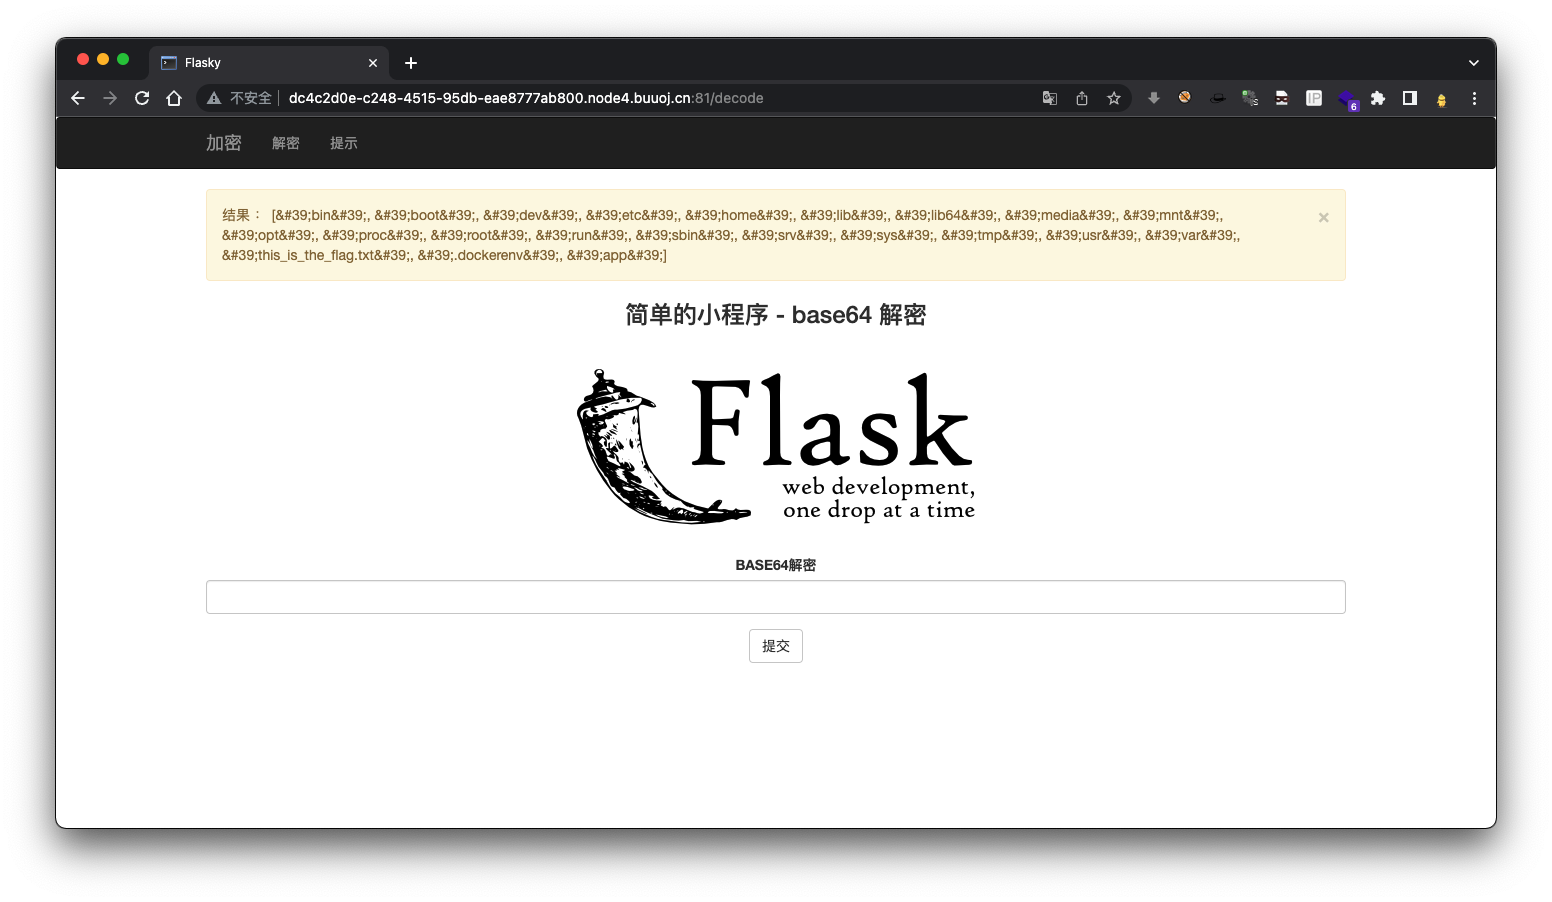 Flasky
不安全 dc4c2d0e-c248-4515-95db-eae8777ab800.node4.buuoj.cn:81/decode
IP
6
加密 解密 提示
结果 ： [&#39;bin&#39;, &#39;boot&#39;, &#39;dev&#39;, &#39;etc&#39;, &#39;home&#39;, &#39;lib&#39;, &#39;lib64&#39;, &#39;media&#39;, &#39;mnt&#39;,
&#39;opt&#39;, &#39;proc&#39;, &#39;root&#39;, &#39;run&#39;, &#39;sbin&#39;, &#39;srv&#39;, &#39;sys&#39;, &#39;tmp&#39;, &#39;usr&#39;, &#39;var&#39;,
&#39;this_is_the_flag.txt&#39;, &#39;.dockerenv&#39;, &#39;app&#39;]
简单的小程序 - base64 解密
Flask
web development,
one drop at a time
BASE64解密
提交